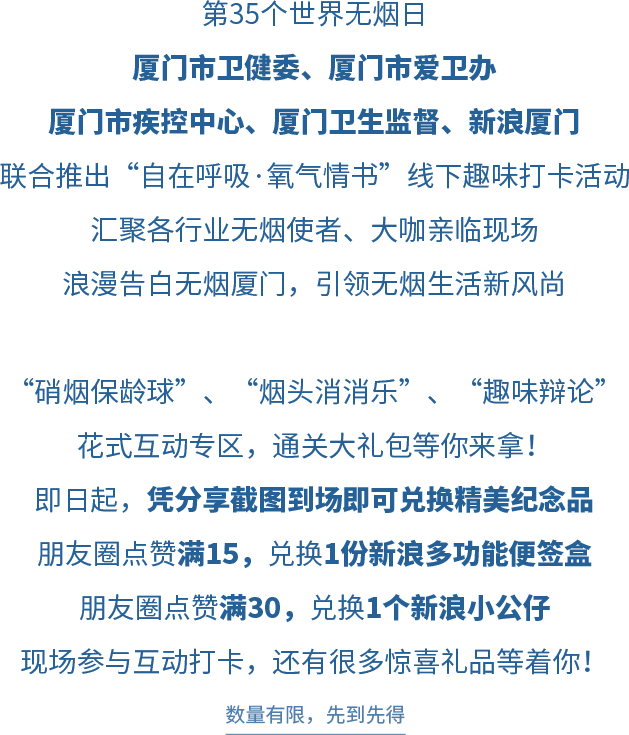 第35个世界无烟日
厦门市卫健委、厦门市爱卫办
厦门市疾控中心、厦门卫生监督、新浪厦门
联合推出“自在呼吸·氧气情书”线下趣味打卡活动
汇聚各行业无烟使者、大咖亲临现场
浪漫告白无烟厦门，引领无烟生活新风尚
“硝烟保龄球”、“烟头消消乐”、“趣味辩论”
花式互动专区，通关大礼包等你来拿！
即日起，凭分享截图到场即可兑换精美纪念品
朋友圈点赞满15，兑换1份新浪多功能便签盒
朋友圈点赞满30，兑换1个新浪小公仔
现场参与互动打卡，还有很多惊喜礼品等着你！
数量有限，先到先得